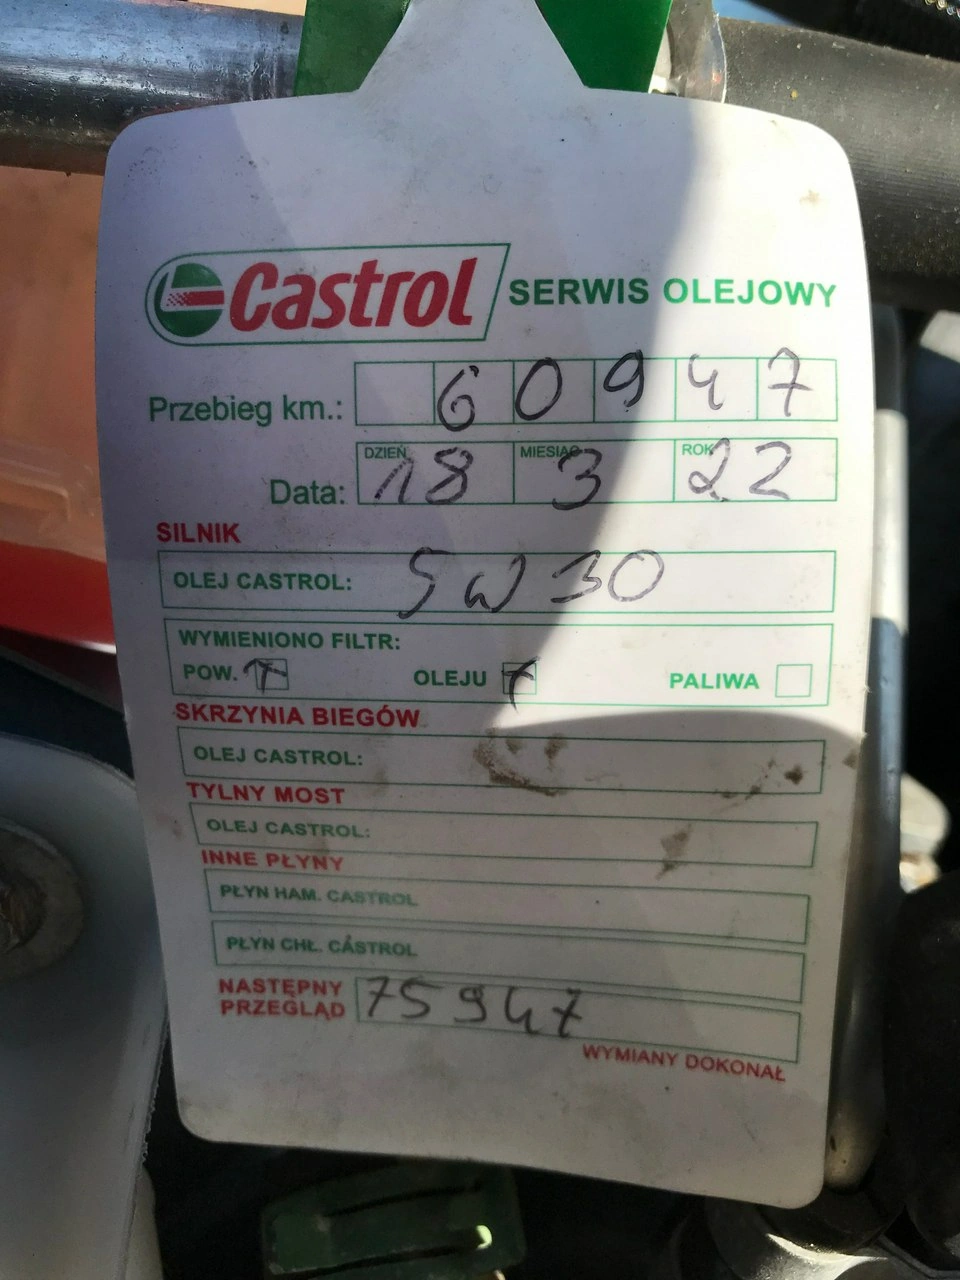 Castrol SERWIS OLEJOWY
Przebieg km.: 60947
DZIEŃ MIESIĄC ROK
Data: 18 3 22
SILNIK
OLEJ CASTROL: 5W30
WYMIENIONO FILTR:
POW. OLEJU PALIWA
SKRZYNIA BIEGÓW
OLEJ CASTROL:
TYLNY MOST
OLEJ CASTROL:
INNE PŁYNY
PŁYN HAM. CASTROL
PŁYN CHŁ. CASTROL
NASTĘPNY
PRZEGLĄD 75947
WYMIANY DOKONAŁ